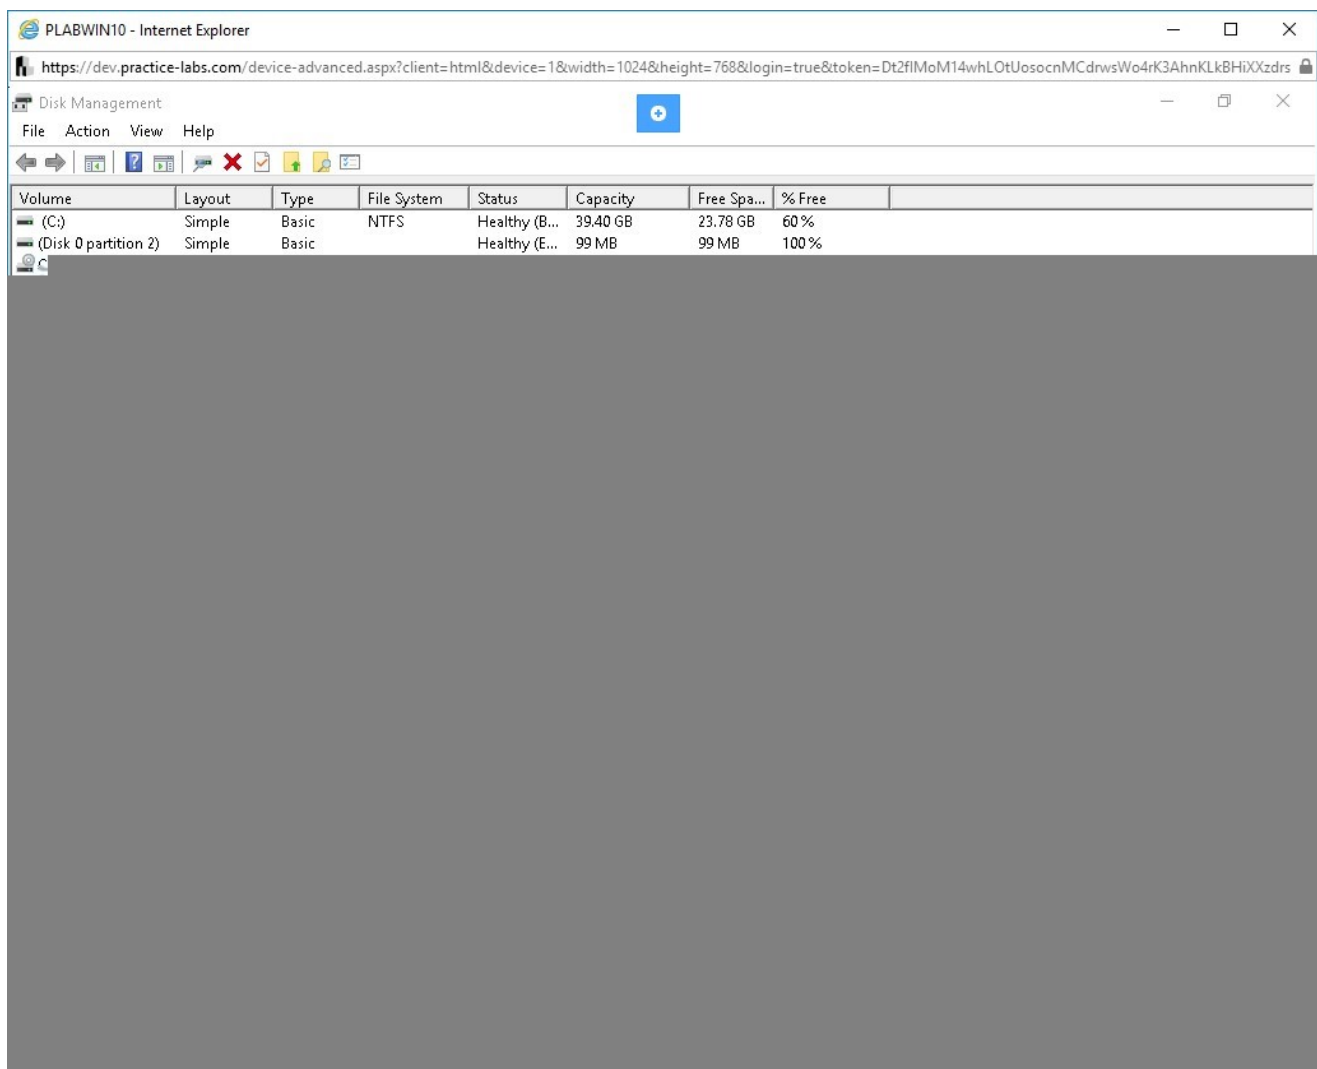 PLABWIN10 - Internet Explorer
https://dev.practice-labs.com/device-advanced.aspx?client=html&device=1&width=1024&height=768&login=true&token=Dt2flMoM14whLOtUosocnMCdrwsWo4rK3AhnKLkBHiXXzdrs
Disk Management
File Action View Help
Volume Layout Type File System Status Capacity Free Spa... % Free
(C:) Simple Basic NTFS Healthy (B... 39.40 GB 23.78 GB 60 %
(Disk 0 partition 2) Simple Basic Healthy (E... 99 MB 99 MB 100 %